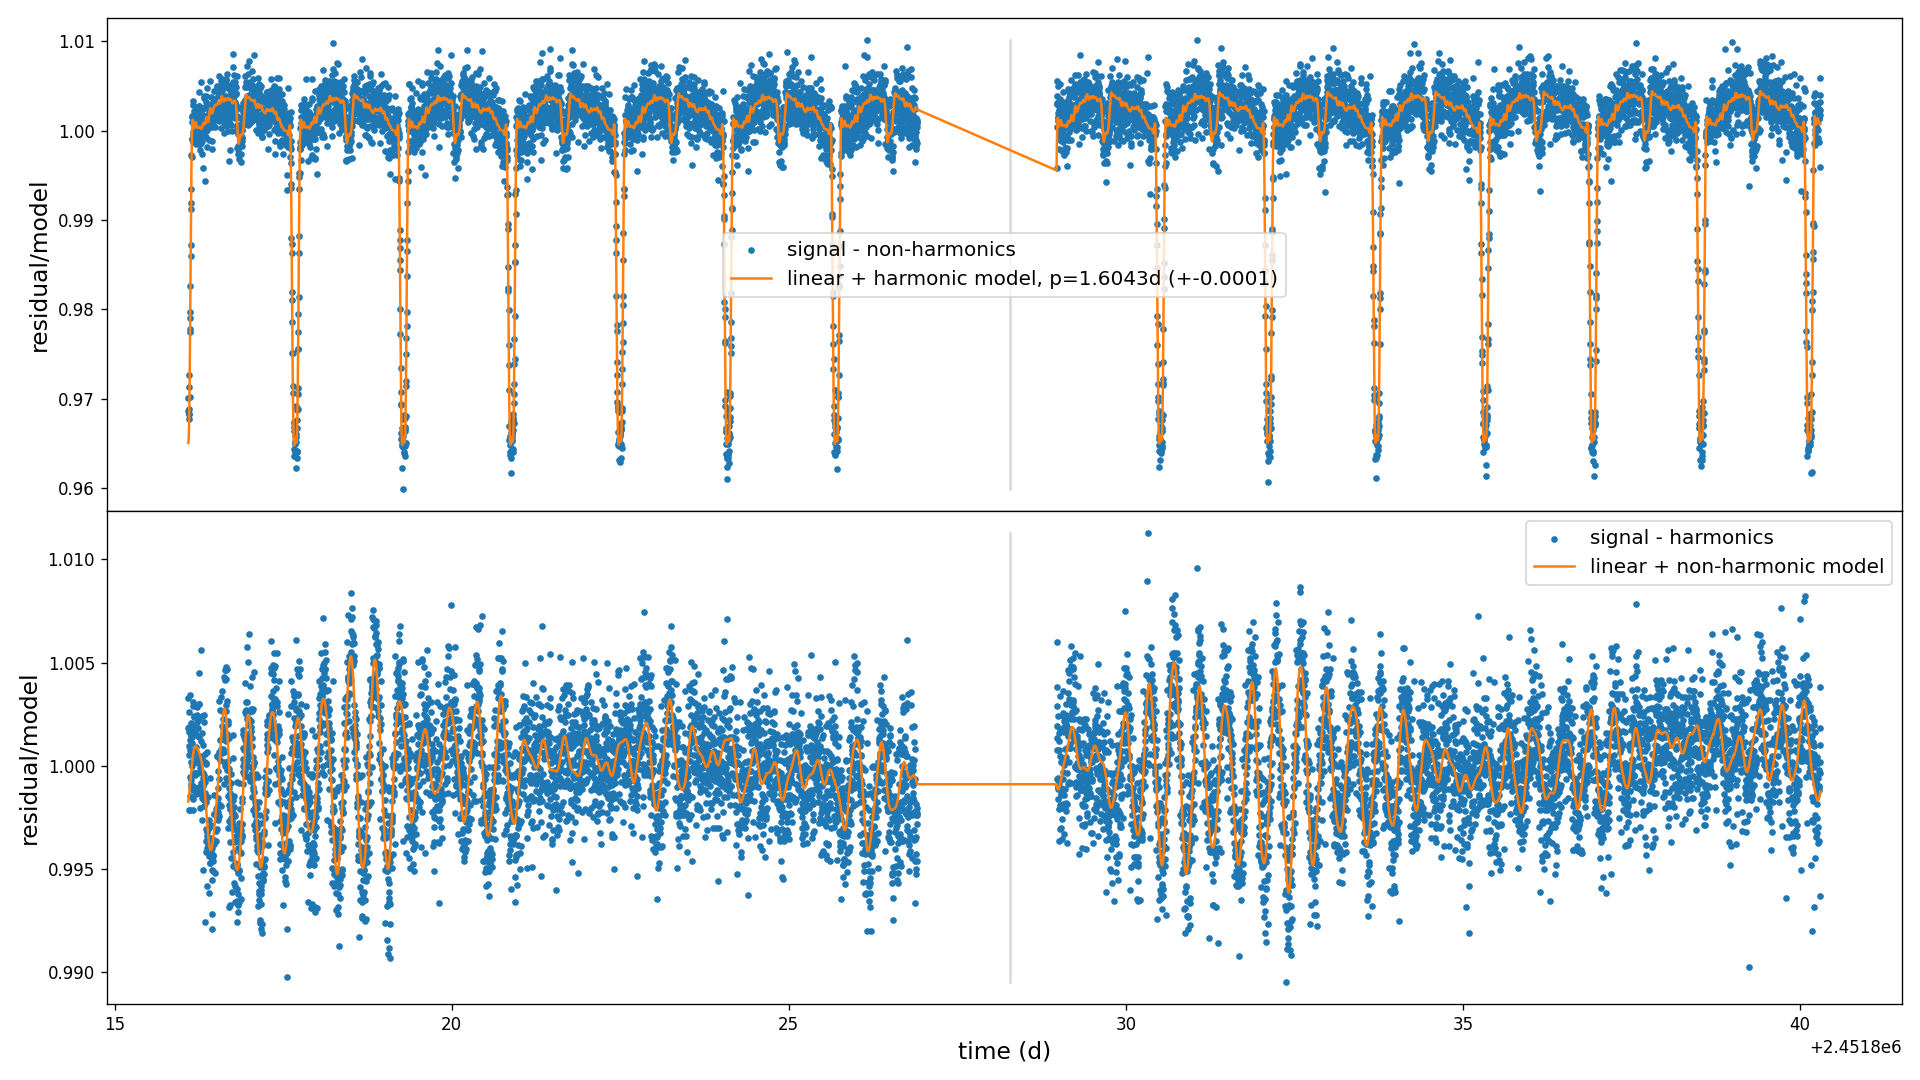 1.01
1.00
0.99
0.98
0.97
0.96
residual/model
signal - non-harmonics
linear + harmonic model, p=1.6043d (+-0.0001)
1.010
1.005
1.000
0.995
0.990
residual/model
signal - harmonics
linear + non-harmonic model
15 20 25 30 35 40
time (d)
+2.4518e6